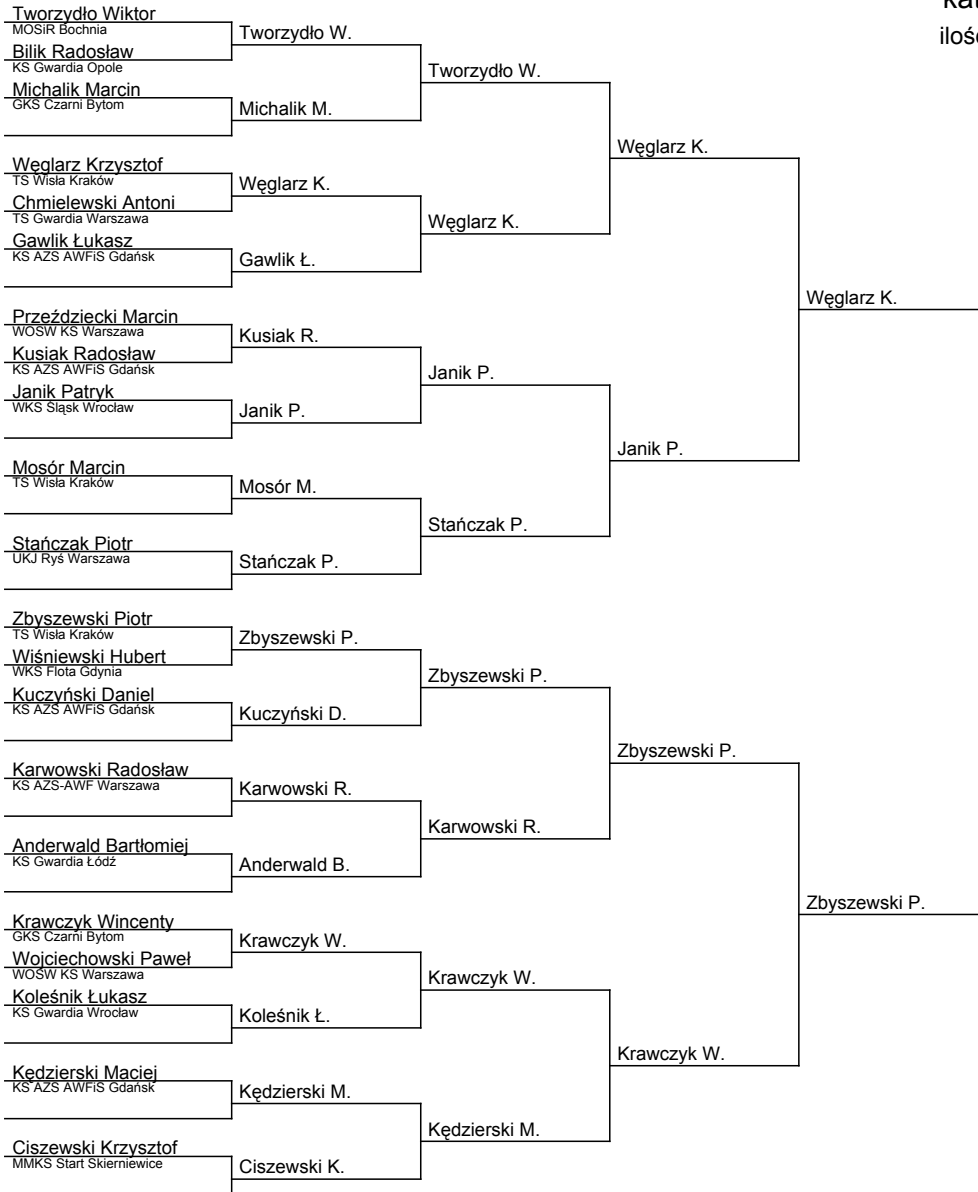 Tworzydło Wiktor
MOSiR Bochnia
Bilik Radosław
KS Gwardia Opole
Michalik Marcin
GKS Czarni Bytom
Węglarz Krzysztof
TS Wisła Kraków
Chmielewski Antoni
TS Gwardia Warszawa
Gawlik Łukasz
KS AZS AWFiS Gdańsk
Przeździecki Marcin
WOSW KS Warszawa
Kusiak Radosław
KS AZS AWFiS Gdańsk
Janik Patryk
WKS Śląsk Wrocław
Mosór Marcin
TS Wisła Kraków
Stańczak Piotr
UKJ Ryś Warszawa
Zbyszewski Piotr
TS Wisła Kraków
Wiśniewski Hubert
WKS Flota Gdynia
Kuczyński Daniel
KS AZS AWFiS Gdańsk
Karwowski Radosław
KS AZS-AWF Warszawa
Anderwald Bartłomiej
KS Gwardia Łódź
Krawczyk Wincenty
GKS Czarni Bytom
Wojciechowski Paweł
WOSW KS Warszawa
Koleśnik Łukasz
KS Gwardia Wrocław
Kędzierski Maciej
KS AZS AWFiS Gdańsk
Ciszewski Krzysztof
MMKS Start Skierniewice
Tworzydło W.
Michalik M.
Węglarz K.
Gawlik Ł.
Kusiak R.
Janik P.
Mosór M.
Stańczak P.
Zbyszewski P.
Kuczyński D.
Karwowski R.
Anderwald B.
Krawczyk W.
Koleśnik Ł.
Kędzierski M.
Ciszewski K.
Tworzydło W.
Węglarz K.
Janik P.
Stańczak P.
Zbyszewski P.
Karwowski R.
Krawczyk W.
Kędzierski M.
Węglarz K.
Janik P.
Zbyszewski P.
Krawczyk W.
Węglarz K.
Zbyszewski P.